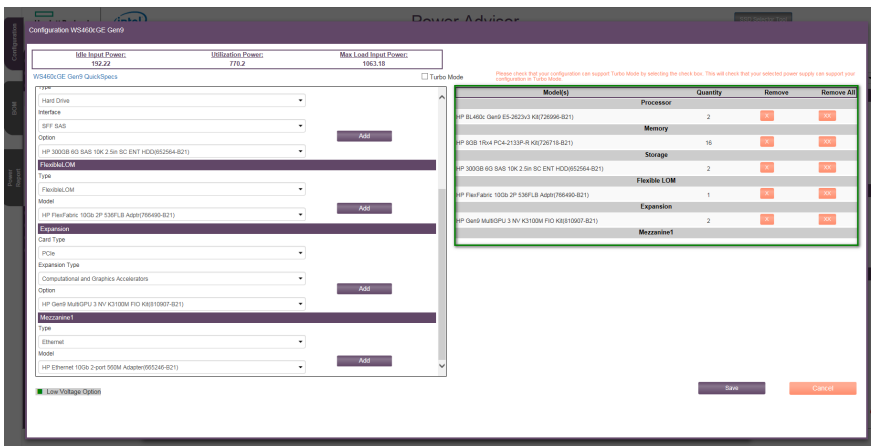 Power Advisor
(intel)
Configuration WS460cGE Gen9
Configuration
BOM
Power Report
Idle Input Power: Utilization Power: Max Load Input Power:
192.22 770.2 1063.18
WS460cGE Gen9 QuickSpecs
Turbo Mode
Please check that your configuration can support Turbo Mode by selecting the check box. This will check that your selected power supply can support your
configuration in Turbo Mode.
Type
Hard Drive
Interface
SFF SAS
Option
Add
HP 300GB 6G SAS 10K 2.5in SC ENT HDD(652564-B21)
FlexibleLOM
Type
FlexibleLOM
Model
Add
HP FlexFabric 10Gb 2P 536FLB Adptr(766490-B21)
Expansion
Card Type
PCIe
Expansion Type
Computational and Graphics Accelerators
Option
Add
HP Gen9 MultiGPU 3 NV K3100M FIO Kit(810907-B21)
Mezzanine1
Type
Ethernet
Model
Add
HP Ethernet 10Gb 2-port 560M Adapter(665246-B21)
Low Voltage Option
Model(s) Quantity Remove Remove All
Processor
HP BL460c Gen9 E5-2623v3 Kit(726996-B21) 2 X XX
Memory
HP 8GB 1Rx4 PC4-2133P-R Kit(726718-B21) 16 X XX
Storage
HP 300GB 6G SAS 10K 2.5in SC ENT HDD(652564-B21) 2 X XX
Flexible LOM
HP FlexFabric 10Gb 2P 536FLB Adptr(766490-B21) 1 X XX
Expansion
HP Gen9 MultiGPU 3 NV K3100M FIO Kit(810907-B21) 2 X XX
Mezzanine1
Save Cancel